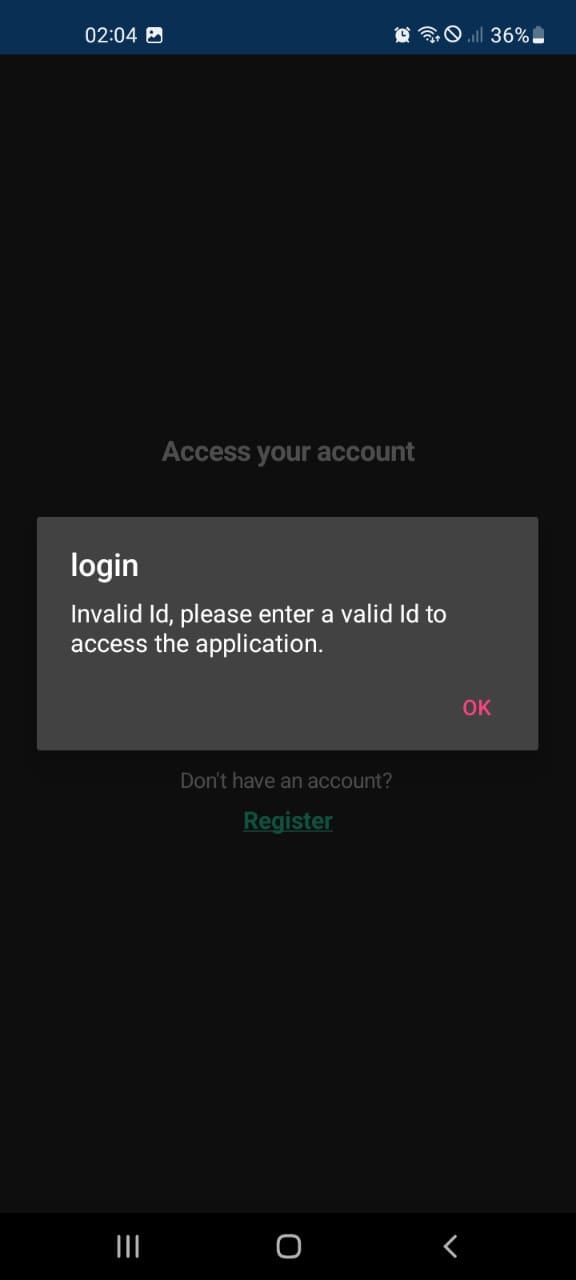 02:04
36%
Access your account
login
Invalid Id, please enter a valid Id to
access the application.
OK
Don't have an account?
Register